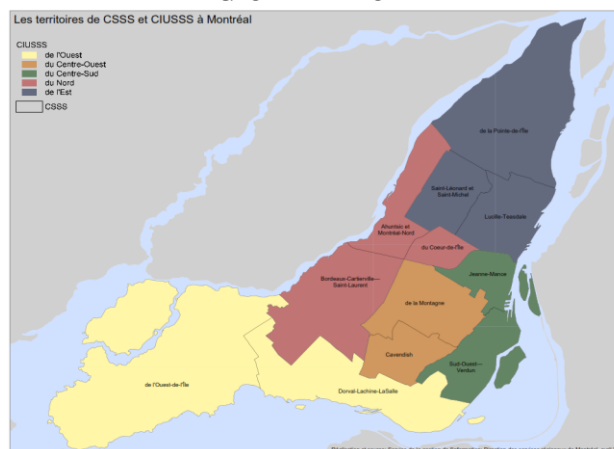 Les territoires de CSSS et CIUSSS à Montréal
CIUSSS
de l'Ouest
du Centre-Ouest
du Centre-Sud
du Nord
de l'Est
CSSS
de la Pointe-de-l'Île
Saint-Léonard et
Saint-Michel
Lucille-Teasdale
Ahuntsic et
Montréal-Nord
du Coeur-de-l'Île
Jeanne-Mance
Bordeaux-Cartierville—
Saint-Laurent
de la Montagne
Cavendish
Sud-Ouest—
Verdun
de l'Ouest-de-l'Île
Dorval-Lachine-LaSalle